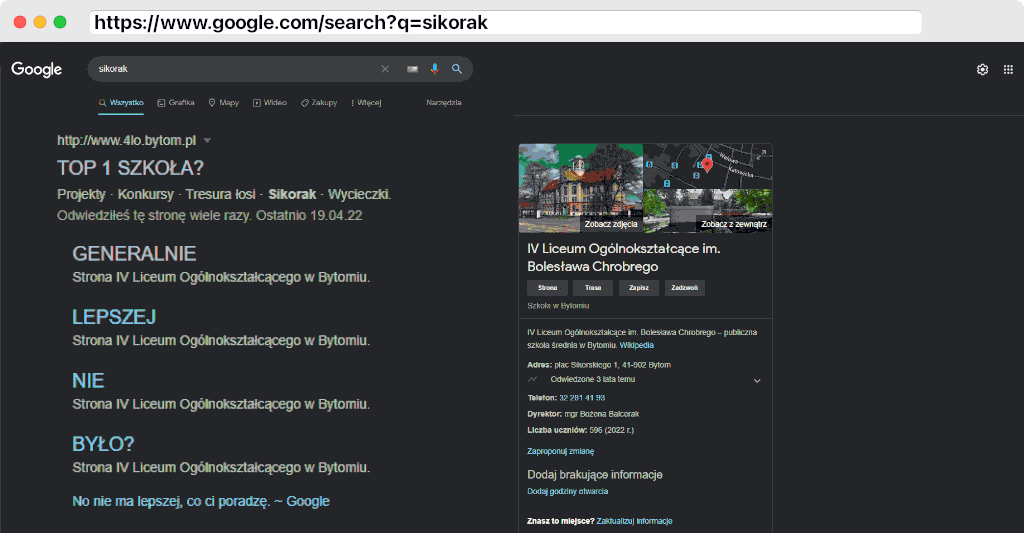 https://www.google.com/search?q=sikorak
Google
sikorak
Wszystko
Grafika
Mapy
Wideo
Zakupy
Więcej
Narzędzia
http://www.4lo.bytom.pl
TOP 1 SZKOŁA?
Projekty · Konkursy · Tresura łosi · Sikorak · Wycieczki.
Odwiedziłeś tę stronę wiele razy. Ostatnio 19.04.22
GENERALNIE
Strona IV Liceum Ogólnokształcącego w Bytomiu.
LEPSZEJ
Strona IV Liceum Ogólnokształcącego w Bytomiu.
NIE
Strona IV Liceum Ogólnokształcącego w Bytomiu.
BYŁO?
Strona IV Liceum Ogólnokształcącego w Bytomiu.
No nie ma lepszej, co ci poradzę. ~ Google
Katowicka
Zobacz zdjęcia
Zobacz z zewnątrz
IV Liceum Ogólnokształcące im.
Bolesława Chrobrego
Strona
Trasa
Zapisz
Zadzwoń
Szkoła w Bytomiu
IV Liceum Ogólnokształcące im. Bolesława Chrobrego – publiczna
szkoła średnia w Bytomiu. Wikipedia
Adres: plac Sikorskiego 1, 41-902 Bytom
Odwiedzone 3 lata temu
Telefon: 32 281 41 93
Dyrektor: mgr Bożena Balcerak
Liczba uczniów: 596 (2022 r.)
Zaproponuj zmianę
Dodaj brakujące informacje
Dodaj godziny otwarcia
Znasz to miejsce? Zaktualizuj informacje